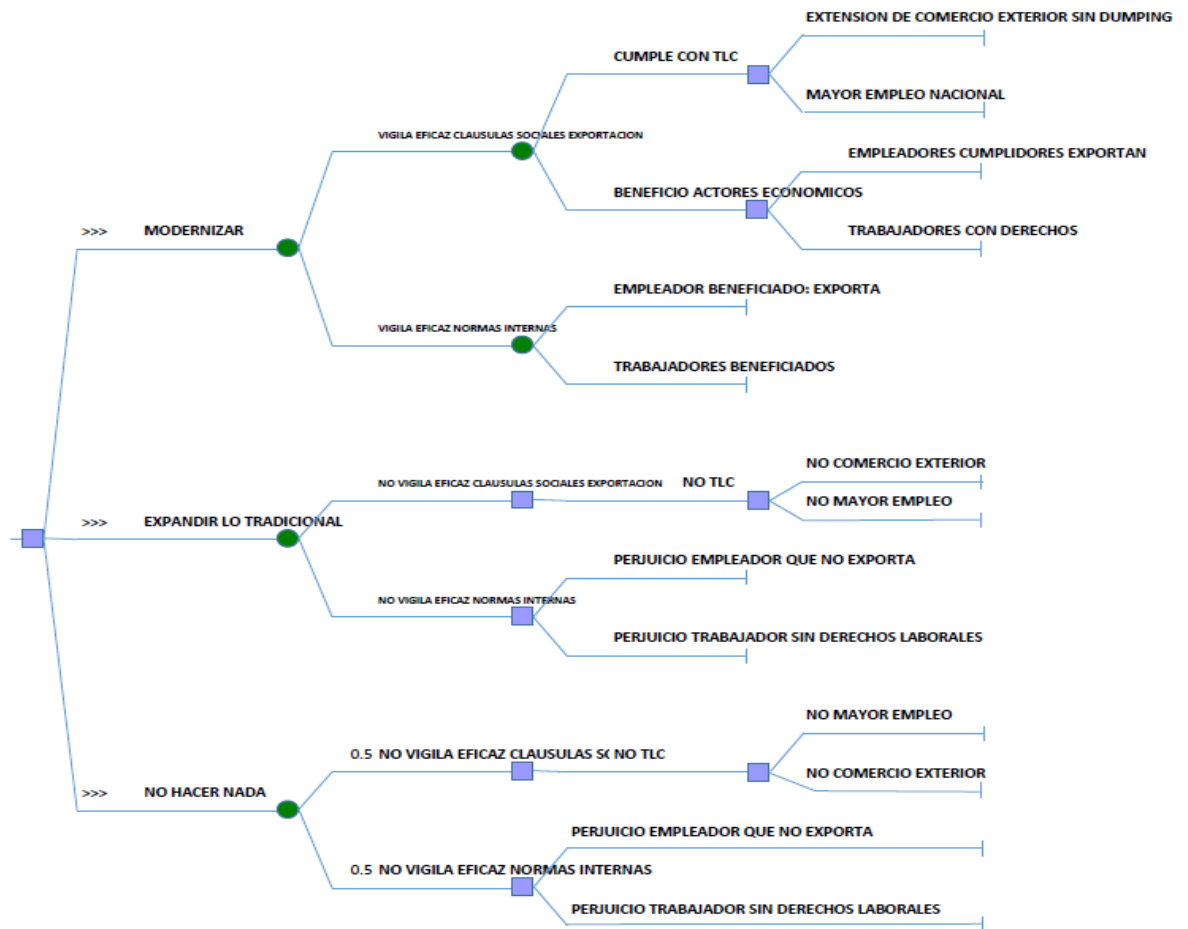 EXTENSION DE COMERCIO EXTERIOR SIN DUMPING
CUMPLE CON TLC
MAYOR EMPLEO NACIONAL
VIGILA EFICAZ CLAUSULAS SOCIALES EXPORTACION
EMPLEADORES CUMPLIDORES EXPORTAN
BENEFICIO ACTORES ECONOMICOS
TRABAJADORES CON DERECHOS
>>> MODERNIZAR
EMPLEADOR BENEFICIADO: EXPORTA
VIGILA EFICAZ NORMAS INTERNAS
TRABAJADORES BENEFICIADOS
NO COMERCIO EXTERIOR
NO VIGILA EFICAZ CLAUSULAS SOCIALES EXPORTACION NO TLC
NO MAYOR EMPLEO
>>> EXPANDIR LO TRADICIONAL
PERJUICIO EMPLEADOR QUE NO EXPORTA
NO VIGILA EFICAZ NORMAS INTERNAS
PERJUICIO TRABAJADOR SIN DERECHOS LABORALES
NO MAYOR EMPLEO
0.5 NO VIGILA EFICAZ CLAUSULAS S( NO TLC
NO COMERCIO EXTERIOR
>>> NO HACER NADA
PERJUICIO EMPLEADOR QUE NO EXPORTA
0.5 NO VIGILA EFICAZ NORMAS INTERNAS
PERJUICIO TRABAJADOR SIN DERECHOS LABORALES